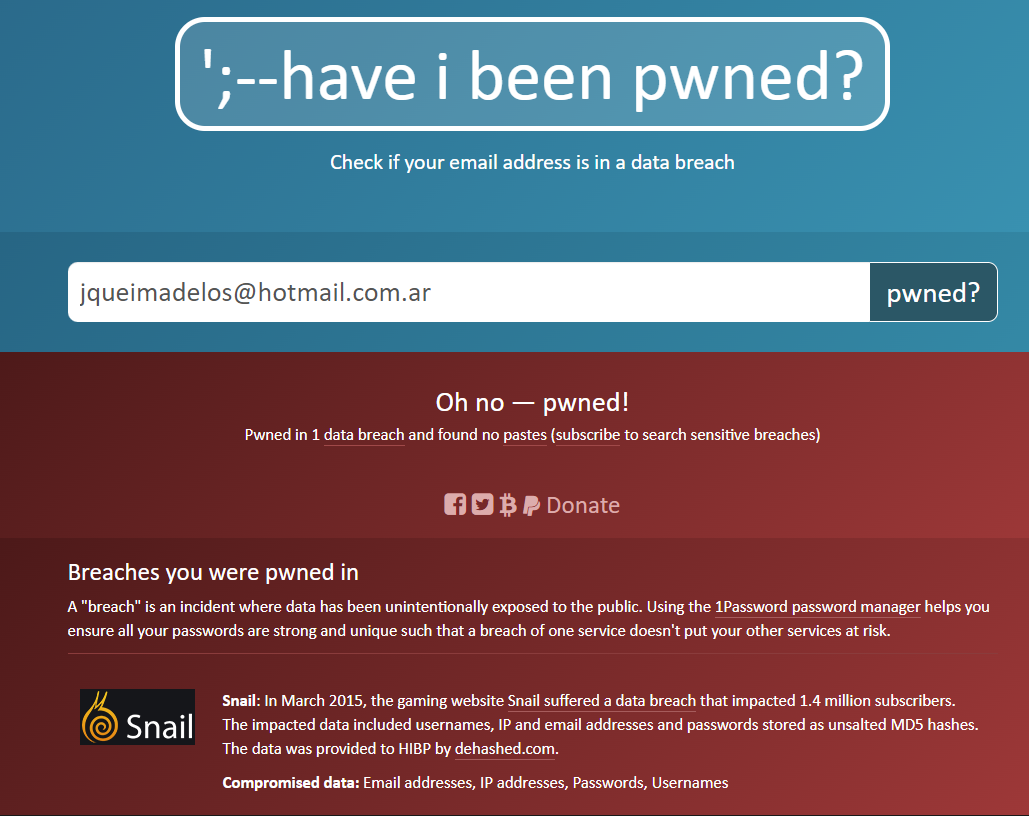 ';--have i been pwned?
Check if your email address is in a data breach
jqueimadelos@hotmail.com.ar
pwned?
Oh no — pwned!
Pwned in 1 data breach and found no pastes (subscribe to search sensitive breaches)
Donate
Breaches you were pwned in
A "breach" is an incident where data has been unintentionally exposed to the public. Using the 1Password password manager helps you
ensure all your passwords are strong and unique such that a breach of one service doesn't put your other services at risk.
Snail
Snail: In March 2015, the gaming website Snail suffered a data breach that impacted 1.4 million subscribers.
The impacted data included usernames, IP and email addresses and passwords stored as unsalted MD5 hashes.
The data was provided to HIBP by dehashed.com.
Compromised data: Email addresses, IP addresses, Passwords, Usernames